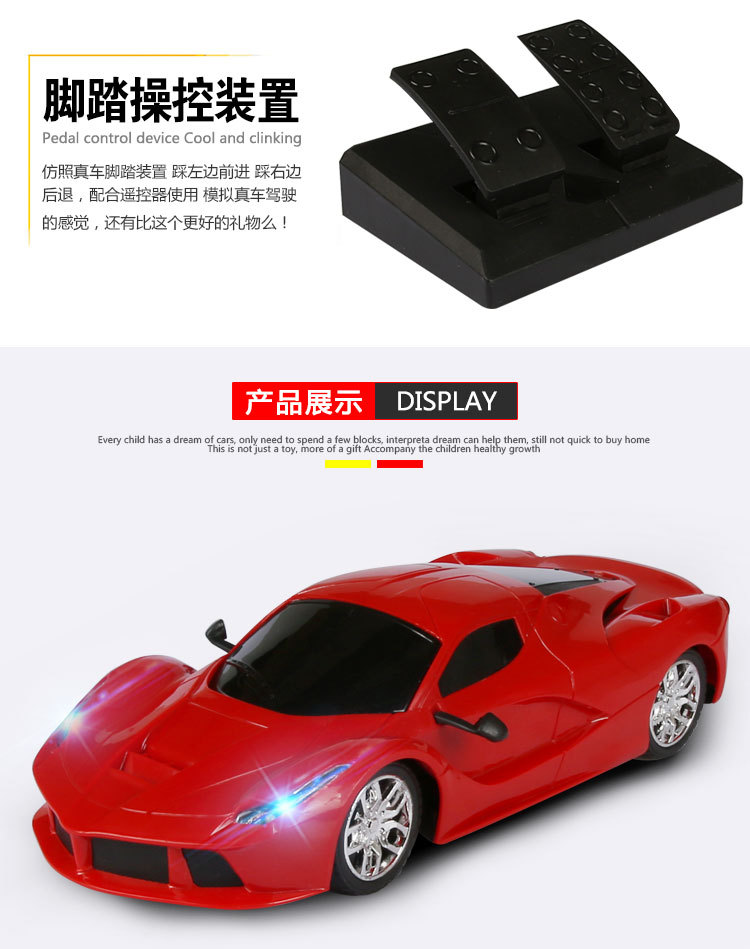 脚踏操控装置
Pedal control device Cool and clinking
仿照真车脚踏装置 踩左边前进 踩右边
后退，配合遥控器使用 模拟真车驾驶
的感觉，还有比这个更好的礼物么！
产品展示 DISPLAY
Every child has a dream of cars, only need to spend a few blocks, interpreta dream can help them, still not quick to buy home
This is not just a toy, more of a gift Accompany the children healthy growth